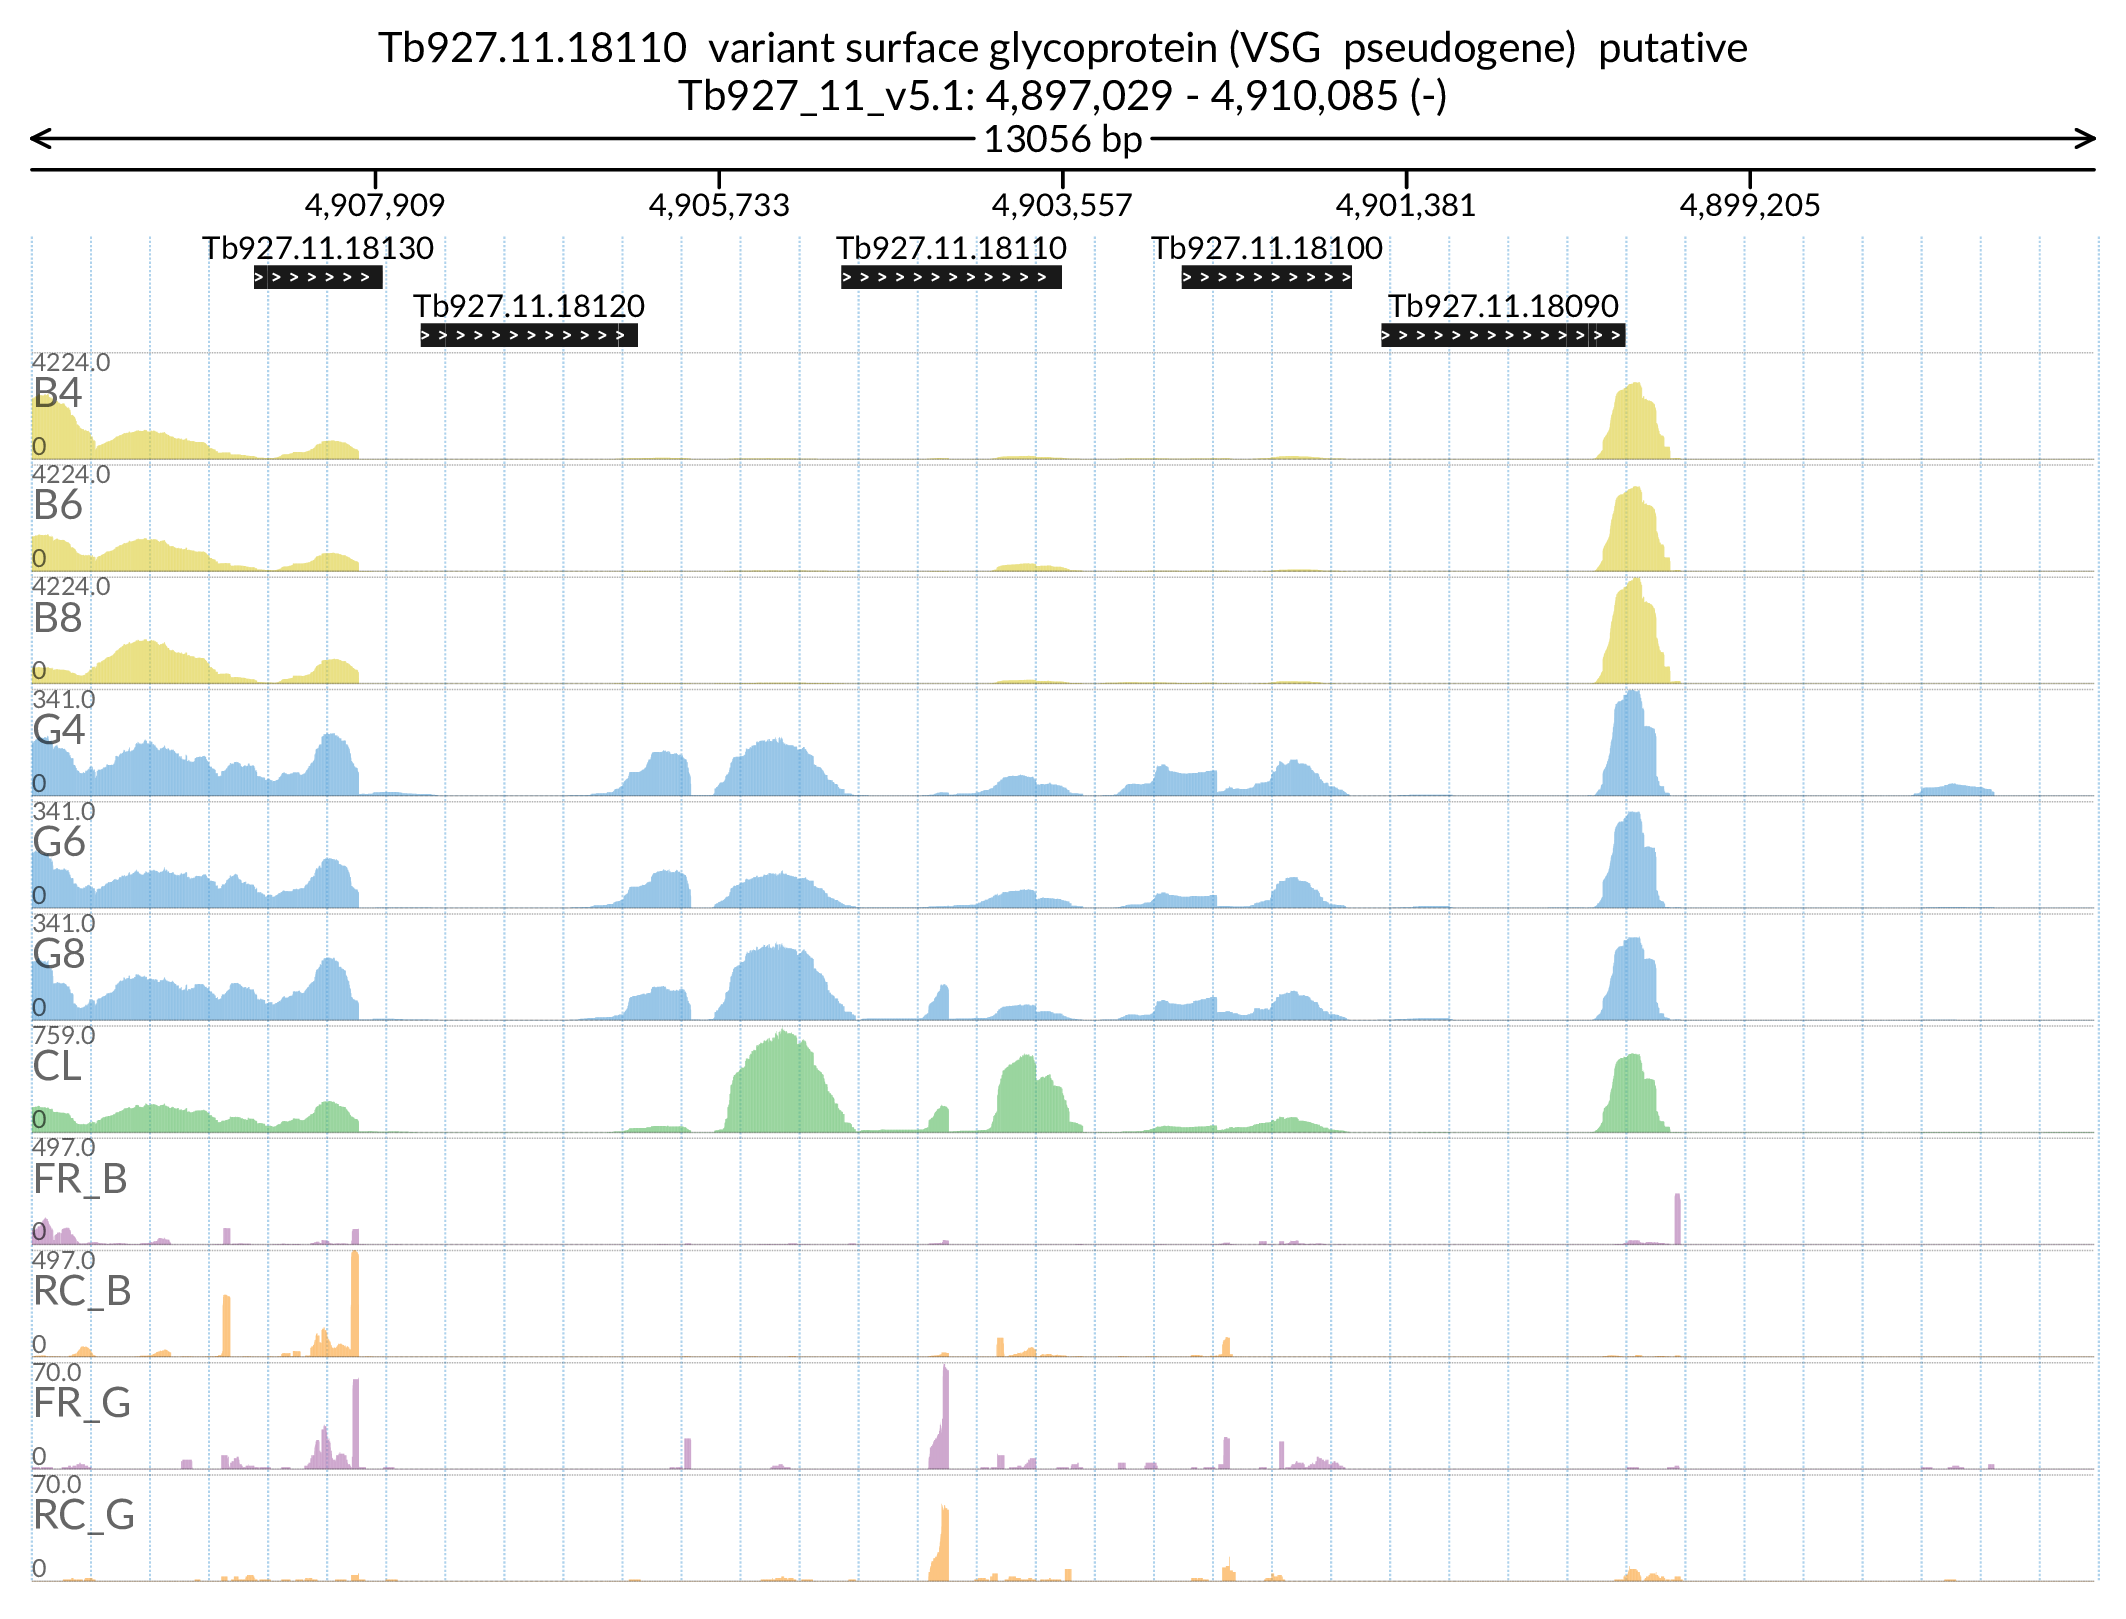 Tb927.11.18110  variant surface glycoprotein (VSG  pseudogene)  putative
Tb927_11_v5.1: 4,897,029 - 4,910,085 (-)
13056 bp
4,907,909 4,905,733 4,903,557 4,901,381 4,899,205
Tb927.11.18130 Tb927.11.18110 Tb927.11.18100
Tb927.11.18120 Tb927.11.18090
4224.0
B4
0
4224.0
B6
0
4224.0
B8
0
341.0
G4
0
341.0
G6
0
341.0
G8
0
759.0
CL
0
497.0
FR_B
0
497.0
RC_B
0
70.0
FR_G
0
70.0
RC_G
0